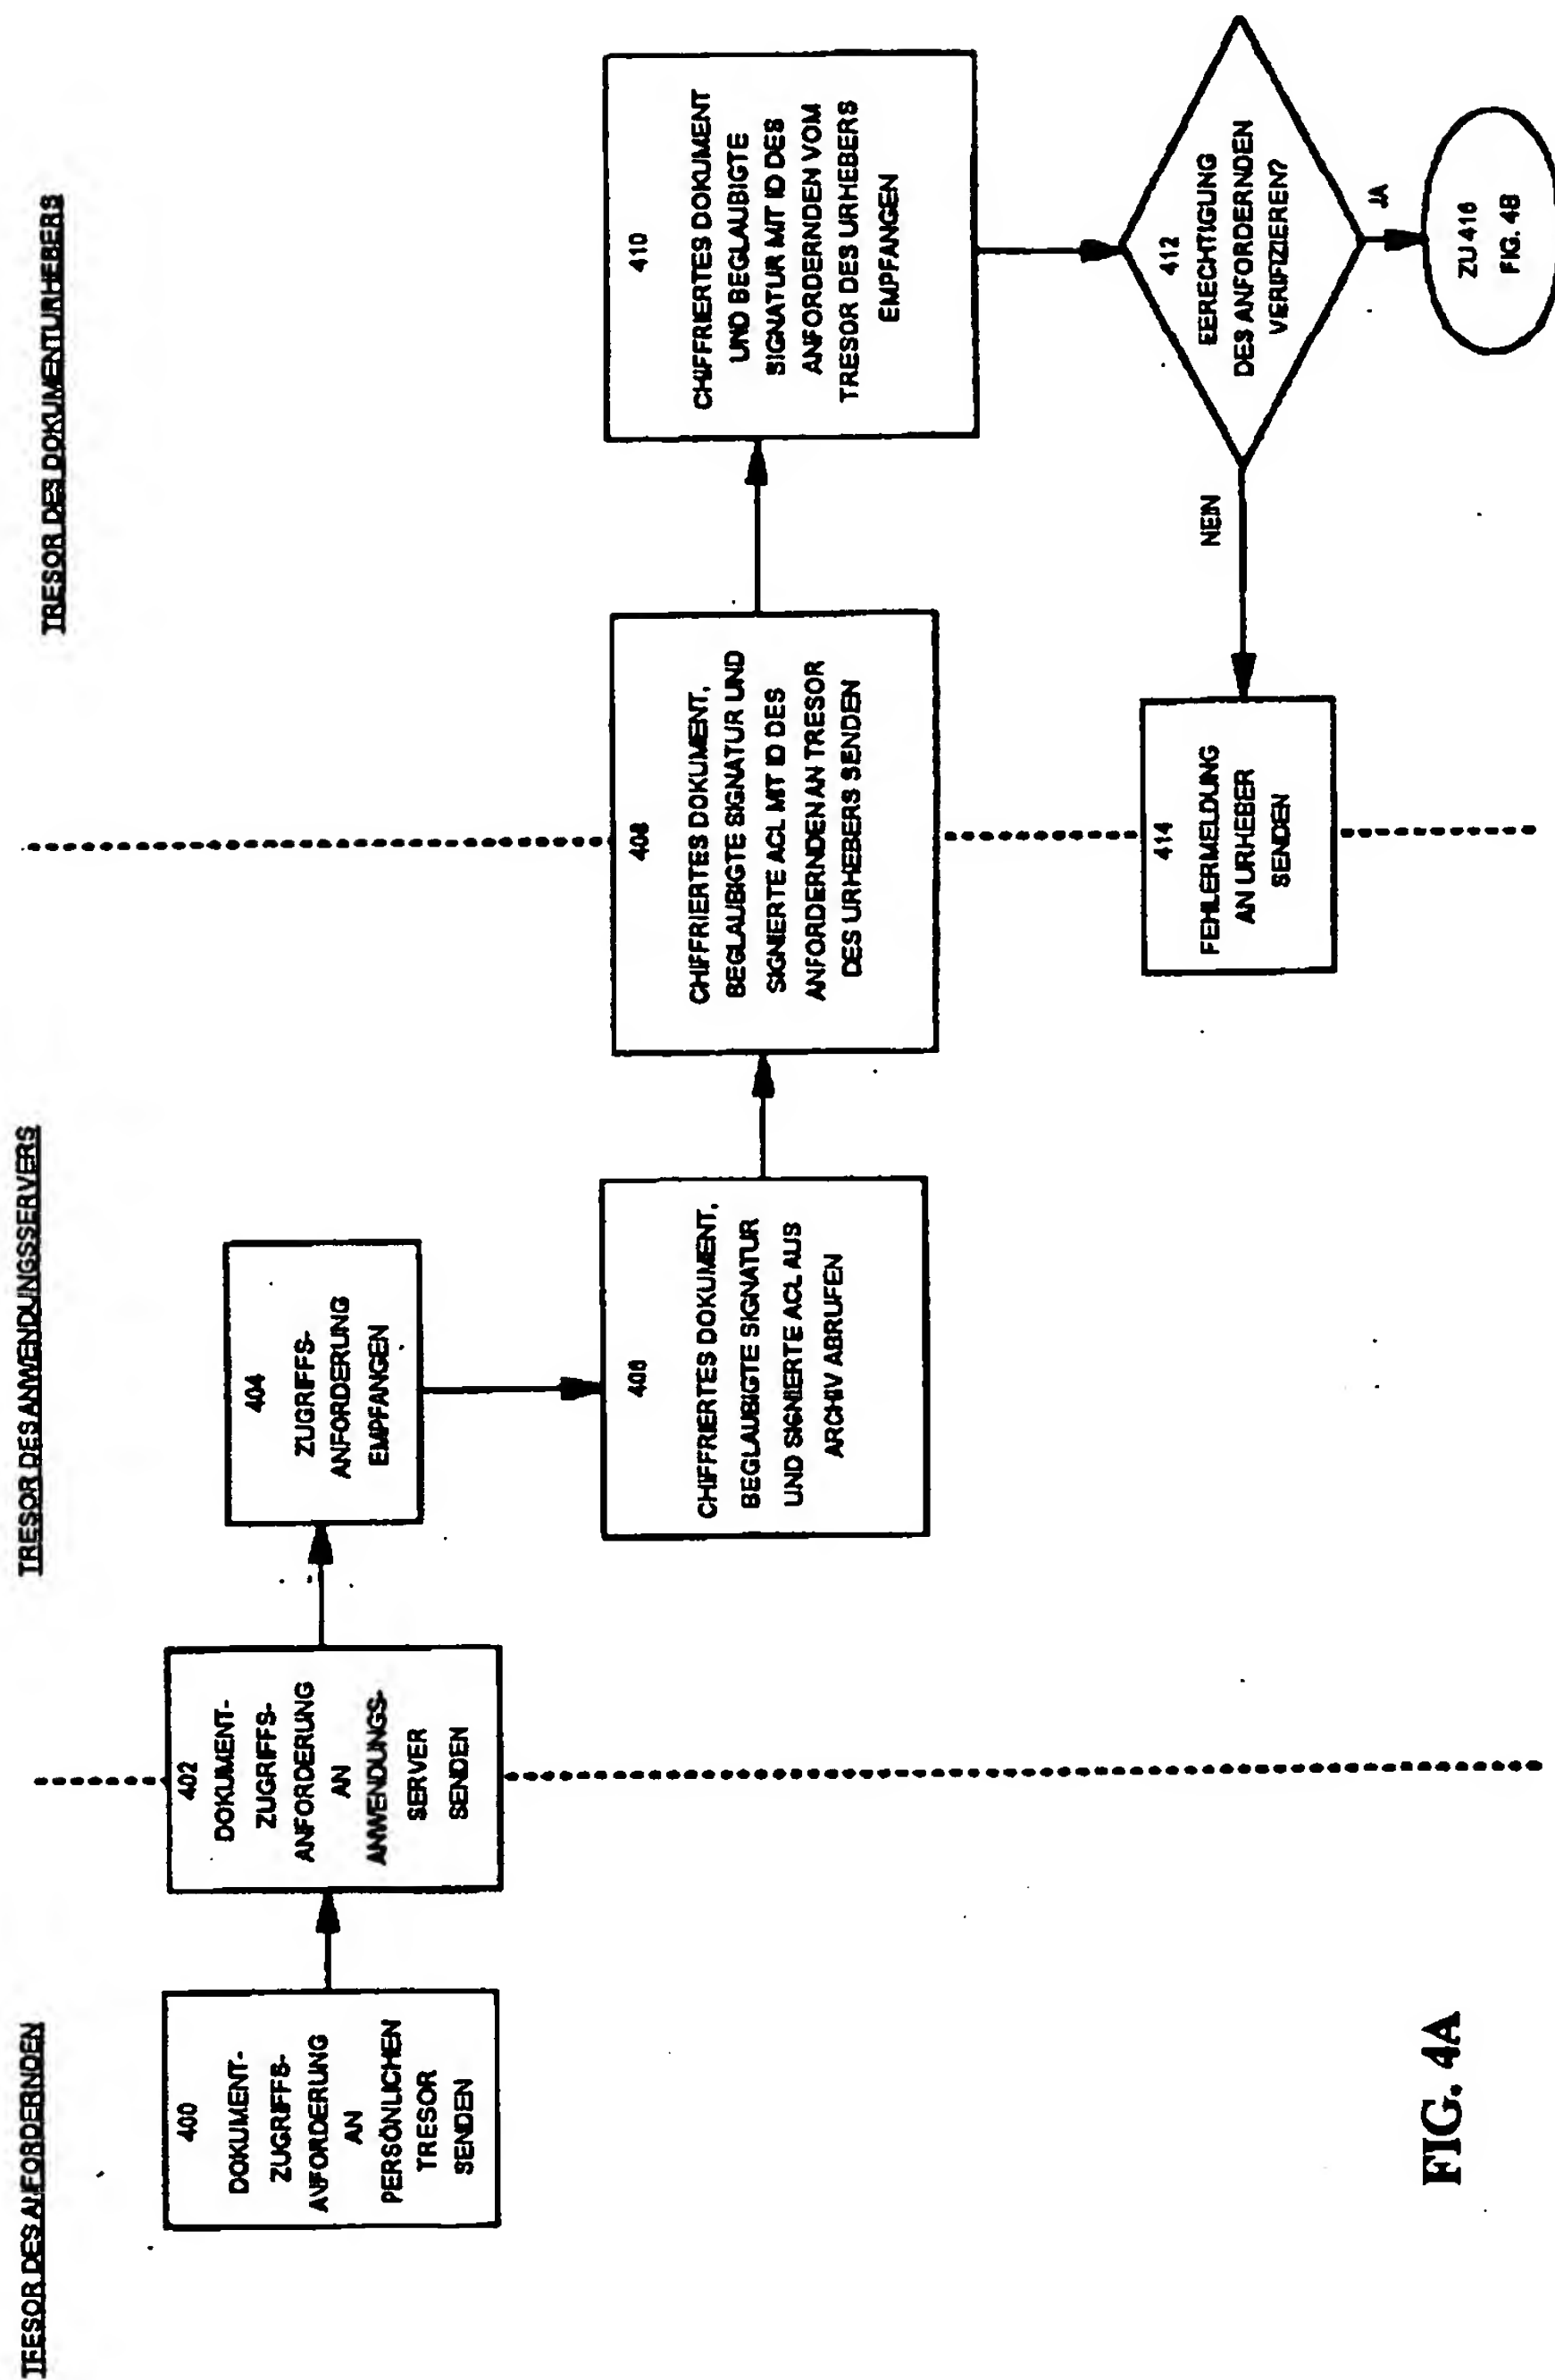 TRESOR DES ANFORDERNDEN
TRESOR DES ANWENDUNGSSERVERS
TRESOR DES DOKUMENTURHEBERS
400
DOKUMENT-
ZUGRIFFS-
ANFORDERUNG
AN
PERSÖNLICHEN
TRESOR
SENDEN
402
DOKUMENT-
ZUGRIFFS-
ANFORDERUNG
AN
ANWENDUNGS-
SERVER
SENDEN
404
ZUGRIFFS-
ANFORDERUNG
EMPFANGEN
406
CHIFFRIERTES DOKUMENT,
BEGLAUBIGTE SIGNATUR
UND SIGNIERTE ACL AUS
ARCHIV ABRUFEN
408
CHIFFRIERTES DOKUMENT,
BEGLAUBIGTE SIGNATUR UND
SIGNIERTE ACL MIT ID DES
ANFORDERNDEN AN TRESOR
DES URHEBERS SENDEN
410
CHIFFRIERTES DOKUMENT
UND BEGLAUBIGTE
SIGNATUR MIT ID DES
ANFORDERNDEN VOM
TRESOR DES URHEBERS
EMPFANGEN
412
EERECHTIGUNG
DES ANFORDERNDEN
VERIFIZIEREN?
NEIN
JA
414
FEHLERMELDUNG
AN URHEBER
SENDEN
ZU 416
FIG. 4B
FIG. 4A